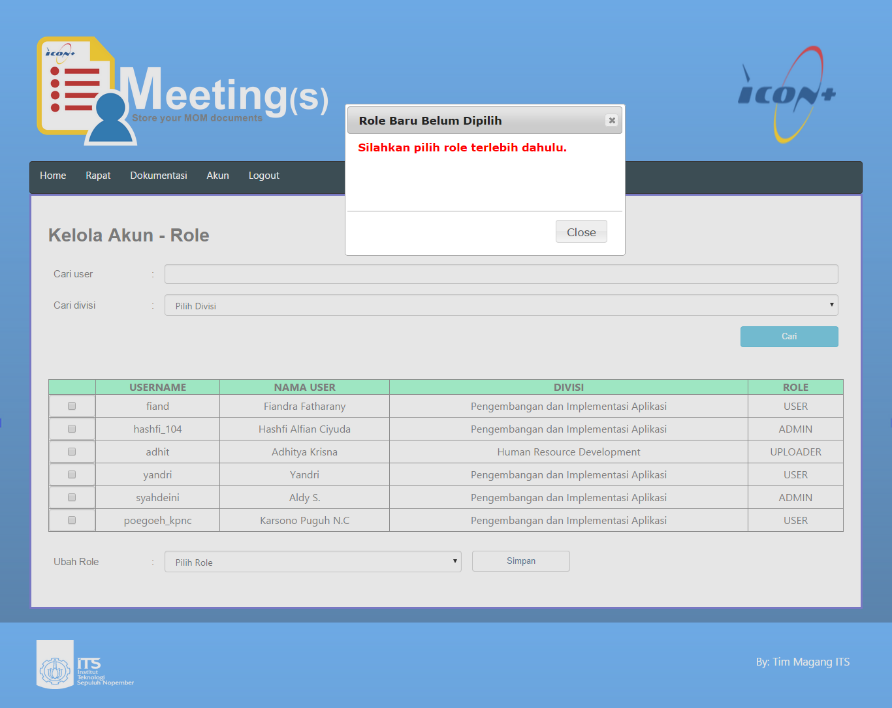 icon+
Meeting(s)
Store your MOM documents
icon+
Role Baru Belum Dipilih
Silahkan pilih role terlebih dahulu.
Close
Home Rapat Dokumentasi Akun Logout
Kelola Akun - Role
Cari user :
Cari divisi : Pilih Divisi
Cari
USERNAME NAMA USER DIVISI ROLE
fiand Fiandra Fatharany Pengembangan dan Implementasi Aplikasi USER
hashfi_104 Hashfi Alfian Ciyuda Pengembangan dan Implementasi Aplikasi ADMIN
adhit Adhitya Krisna Human Resource Development UPLOADER
yandri Yandri Pengembangan dan Implementasi Aplikasi USER
syahdeini Aldy S. Pengembangan dan Implementasi Aplikasi ADMIN
poegoeh_kpnc Karsono Puguh N.C Pengembangan dan Implementasi Aplikasi USER
Ubah Role : Pilih Role Simpan
ITS
Institut
Teknologi
Sepuluh Nopember
By: Tim Magang ITS